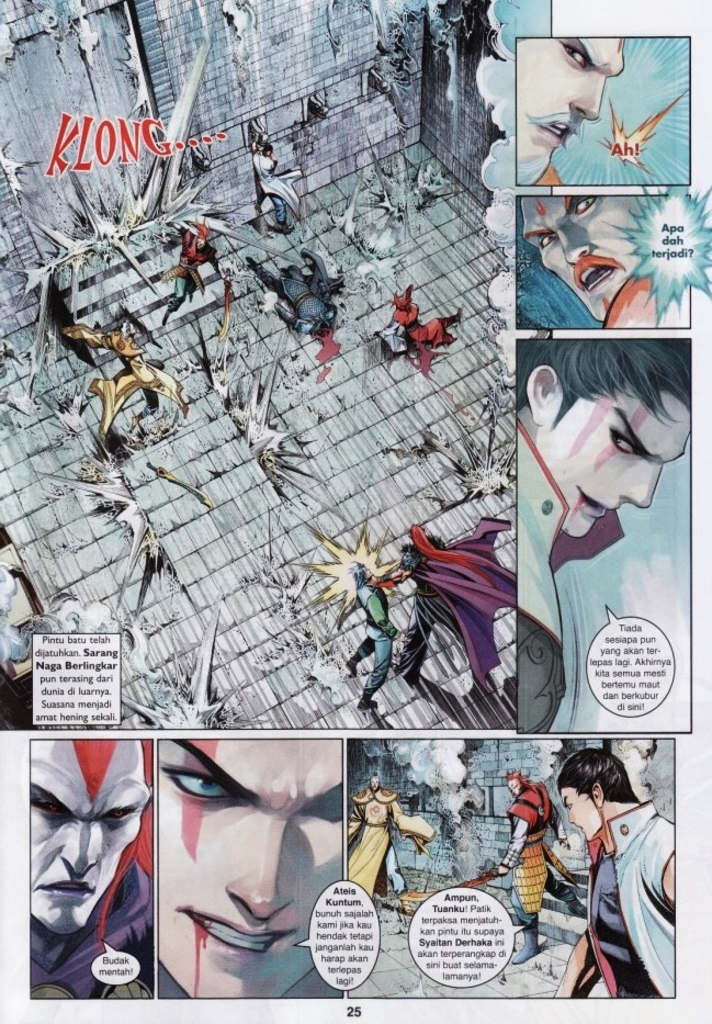 KLONG....
Ah!
Apa
dah
terjadi?
Pintu batu telah
dijatuhkan. Sarang
Naga Berlingkar
pun terasing dari
dunia di luarnya.
Suasana menjadi
amat hening sekali.
Tiada
sesiapa pun
yang akan ter-
lepas lagi. Akhirnya
kita semua mesti
bertemu maut
dan berkubur
di sini!
Budak
mentah!
Ateis
Kuntum,
bunuh sajalah
kami jika kau
hendak tetapi
janganlah kau
harap akan
terlepas
lagi!
Ampun,
Tuanku! Patik
terpaksa menjatuh-
kan pintu itu supaya
Syaitan Derhaka ini
akan terperangkap di
sini buat selama-
lamanya!
25